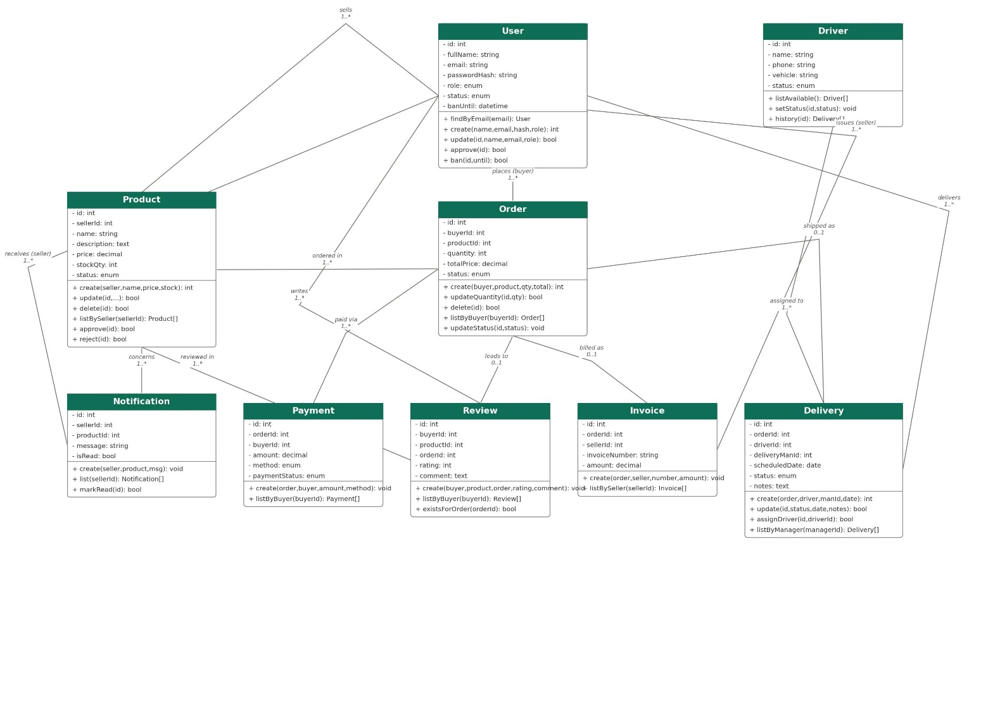 sells
1..*
User
- id: int
- fullName: string
- email: string
- passwordHash: string
- role: enum
- status: enum
- banUntil: datetime
+ findByEmail(email): User
+ create(name,email,hash,role): int
+ update(id,name,email,role): bool
+ approve(id): bool
+ ban(id,until): bool
Driver
- id: int
- name: string
- phone: string
- vehicle: string
- status: enum
+ listAvailable(): Driver[]
+ setStatus(id,status): void
+ history(id): Delivery[]
issues (seller)
1..*
places (buyer)
1..*
delivers
1..*
Product
- id: int
- sellerId: int
- name: string
- description: text
- price: decimal
- stockQty: int
- status: enum
+ create(seller,name,price,stock): int
+ update(id,...): bool
+ delete(id): bool
+ listBySeller(sellerId): Product[]
+ approve(id): bool
+ reject(id): bool
Order
- id: int
- buyerId: int
- productId: int
- quantity: int
- totalPrice: decimal
- status: enum
+ create(buyer,product,qty,total): int
+ updateQuantity(id,qty): bool
+ delete(id): bool
+ listByBuyer(buyerId): Order[]
+ updateStatus(id,status): void
shipped as
0..1
receives (seller)
1..*
ordered in
1..*
writes
1..*
assigned to
1..*
paid via
1..*
concerns
1..*
reviewed in
1..*
leads to
0..1
billed as
0..1
Notification
- id: int
- sellerId: int
- productId: int
- message: string
- isRead: bool
+ create(seller,product,msg): void
+ list(sellerId): Notification[]
+ markRead(id): bool
Payment
- id: int
- orderId: int
- buyerId: int
- amount: decimal
- method: enum
- paymentStatus: enum
+ create(order,buyer,amount,method): void
+ listByBuyer(buyerId): Payment[]
Review
- id: int
- buyerId: int
- productId: int
- orderId: int
- rating: int
- comment: text
+ create(buyer,product,order,rating,comment): void
+ listByBuyer(buyerId): Review[]
+ existsForOrder(orderId): bool
Invoice
- id: int
- orderId: int
- sellerId: int
- invoiceNumber: string
- amount: decimal
+ create(order,seller,number,amount): void
+ listBySeller(sellerId): Invoice[]
Delivery
- id: int
- orderId: int
- driverId: int
- deliveryManId: int
- scheduledDate: date
- status: enum
- notes: text
+ create(order,driver,manId,date): int
+ update(id,status,date,notes): bool
+ assignDriver(id,driverId): bool
+ listByManager(managerId): Delivery[]